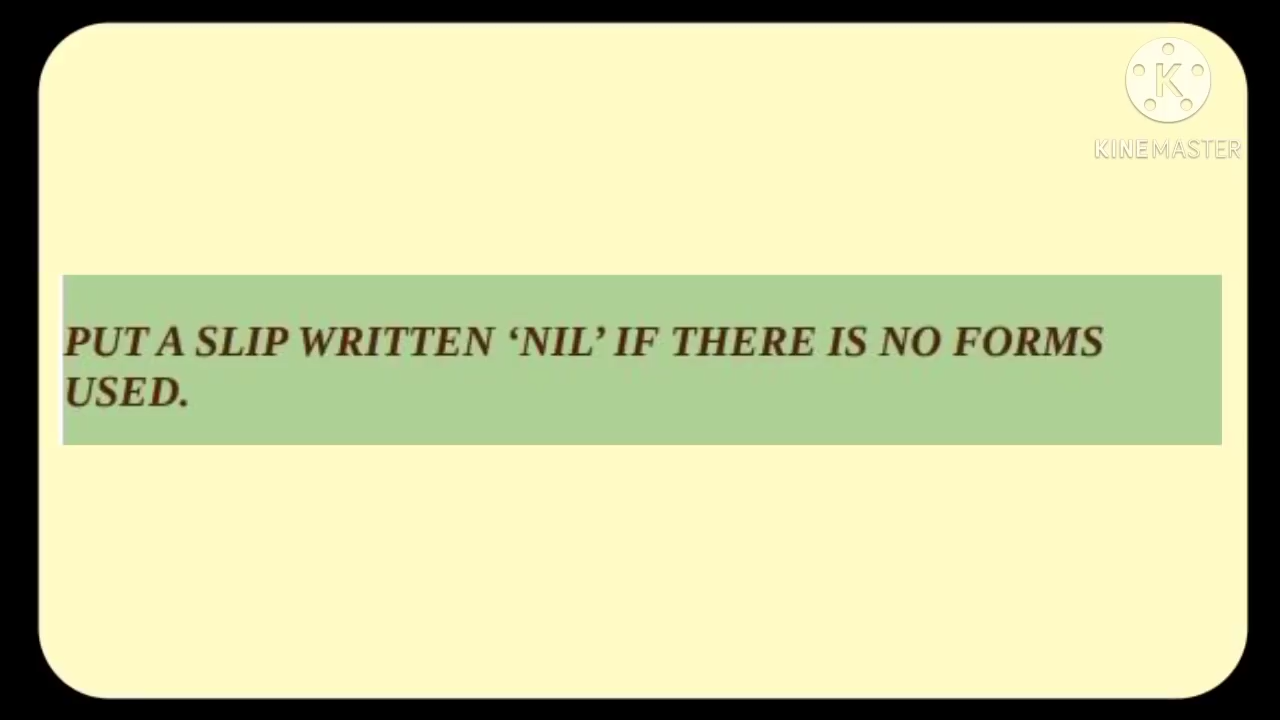 K
KINEMASTER
PUT A SLIP WRITTEN ‘NIL’ IF THERE IS NO FORMS
USED.